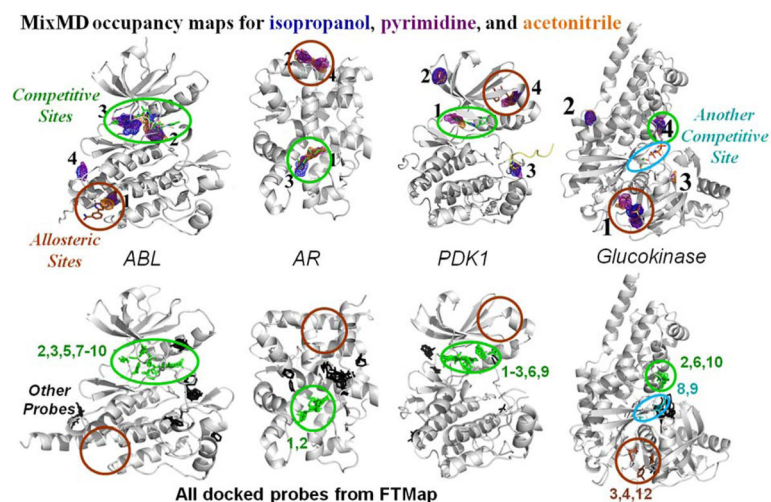 MixMD occupancy maps for isopropanol, pyrimidine, and acetonitrile
Competitive
Sites
3
2
4
1
Allosteric
Sites
ABL
2
4
1
3
AR
2
4
1
3
PDK1
2
4
Another
Competitive
Site
3
1
Glucokinase
2,3,5,7-10
Other
Probes
1,2
1-3,6,9
2,6,10
8,9
3,4,12
All docked probes from FTMap